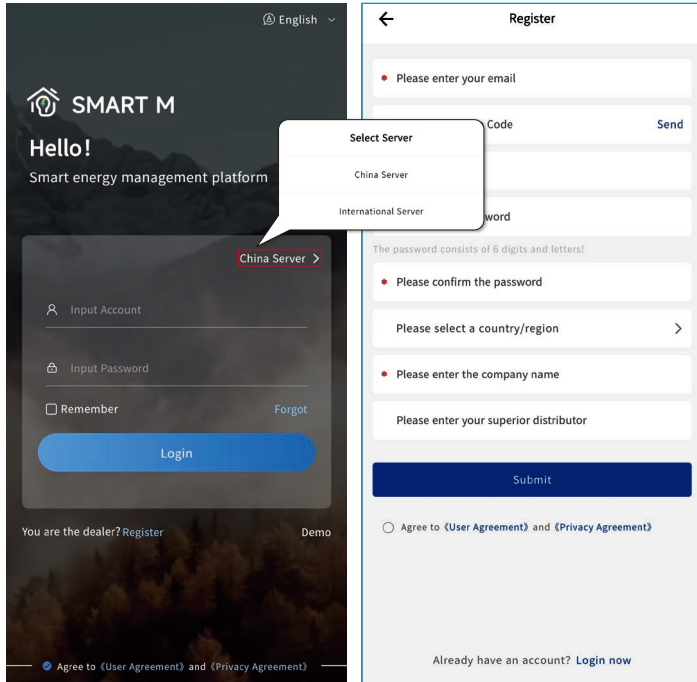 English
SMART M
Hello!
Smart energy management platform
Select Server
China Server
International Server
China Server
Input Account
Input Password
Remember
Forgot
Login
You are the dealer? Register
Demo
Agree to 《User Agreement》 and 《Privacy Agreement》
Register
Please enter your email
Code
Send
word
The password consists of 6 digits and letters!
Please confirm the password
Please select a country/region
Please enter the company name
Please enter your superior distributor
Submit
Agree to 《User Agreement》 and 《Privacy Agreement》
Already have an account? Login now